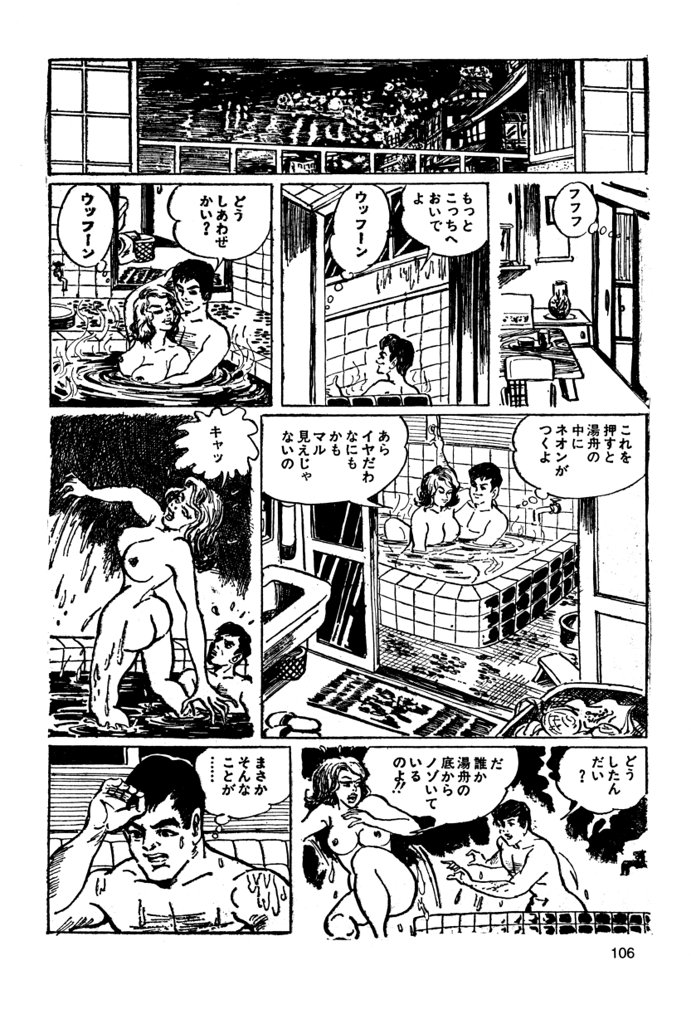 フフフ
もっと
こっちへ
おいで
よ
ウッフーン
どう
しあわせ
かい?
ウッフーン
これを
押すと
湯舟の
中に
ネオンが
つくよ
あら
イヤだわ
なにも
かも
マル
見えじゃ
ないの
キャッ
どう
したん
だい
?
だ
誰か
湯舟の
底から
ノゾいて
いる
のよ!!
まさか
そんな
ことが
……
106